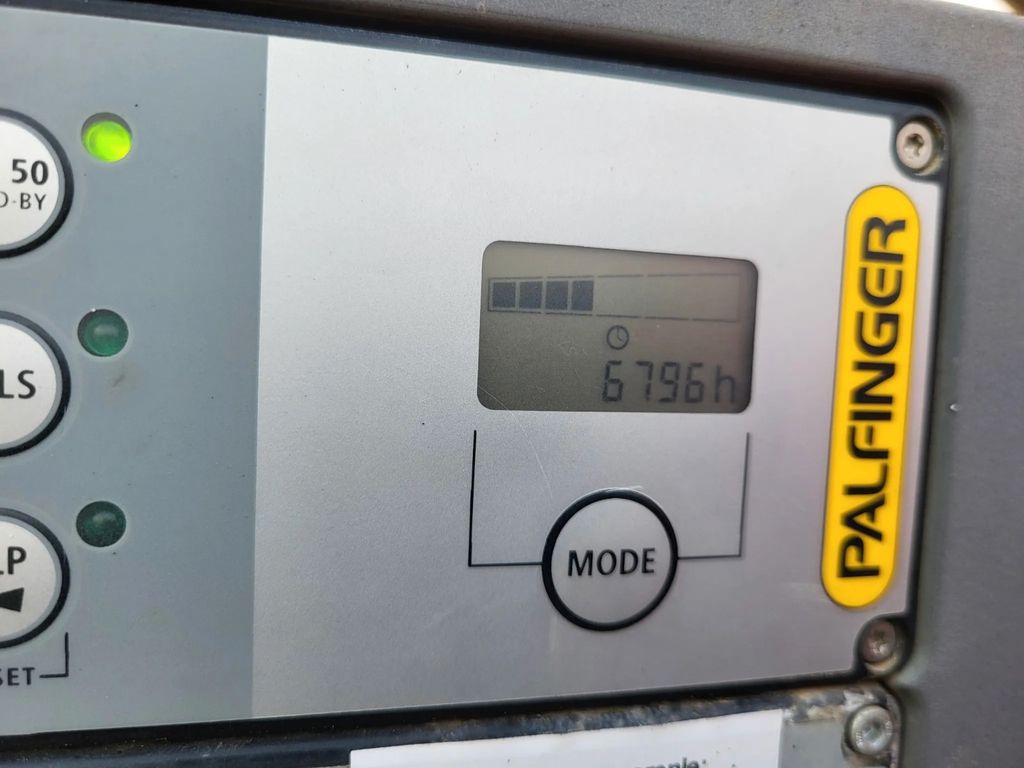 50
D-BY
LS
LP
SET
6796h
MODE
PALFINGER